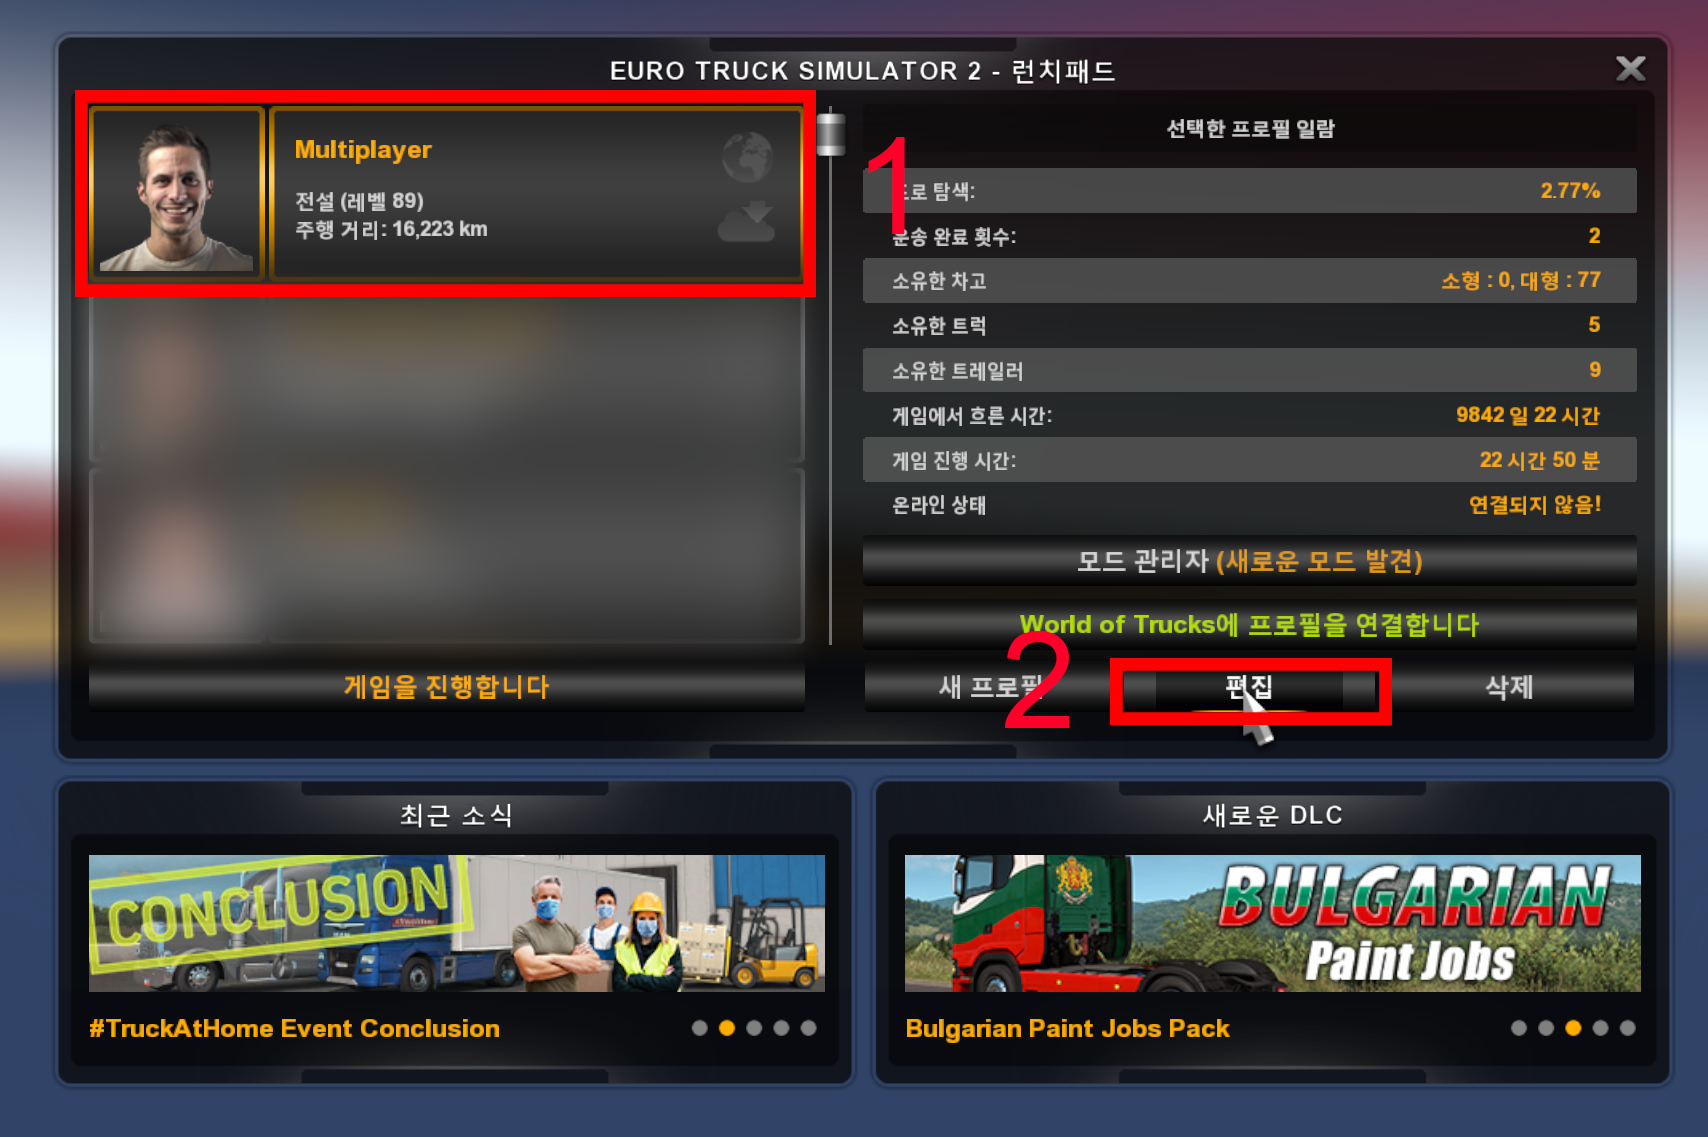 EURO TRUCK SIMULATOR 2 - 런치패드
Multiplayer
전설 (레벨 89)
주행 거리: 16,223 km
게임을 진행합니다
1
선택한 프로필 일람
로 탐색: 2.77%
운송 완료 횟수: 2
소유한 차고 소형 : 0, 대형 : 77
소유한 트럭 5
소유한 트레일러 9
게임에서 흐른 시간: 9842 일 22 시간
게임 진행 시간: 22 시간 50 분
온라인 상태 연결되지 않음!
모드 관리자 (새로운 모드 발견)
World of Trucks에 프로필을 연결합니다
2
새 프로필 편집 삭제
최근 소식
CONCLUSION
#TruckAtHome Event Conclusion
새로운 DLC
BULGARIAN
Paint Jobs
Bulgarian Paint Jobs Pack